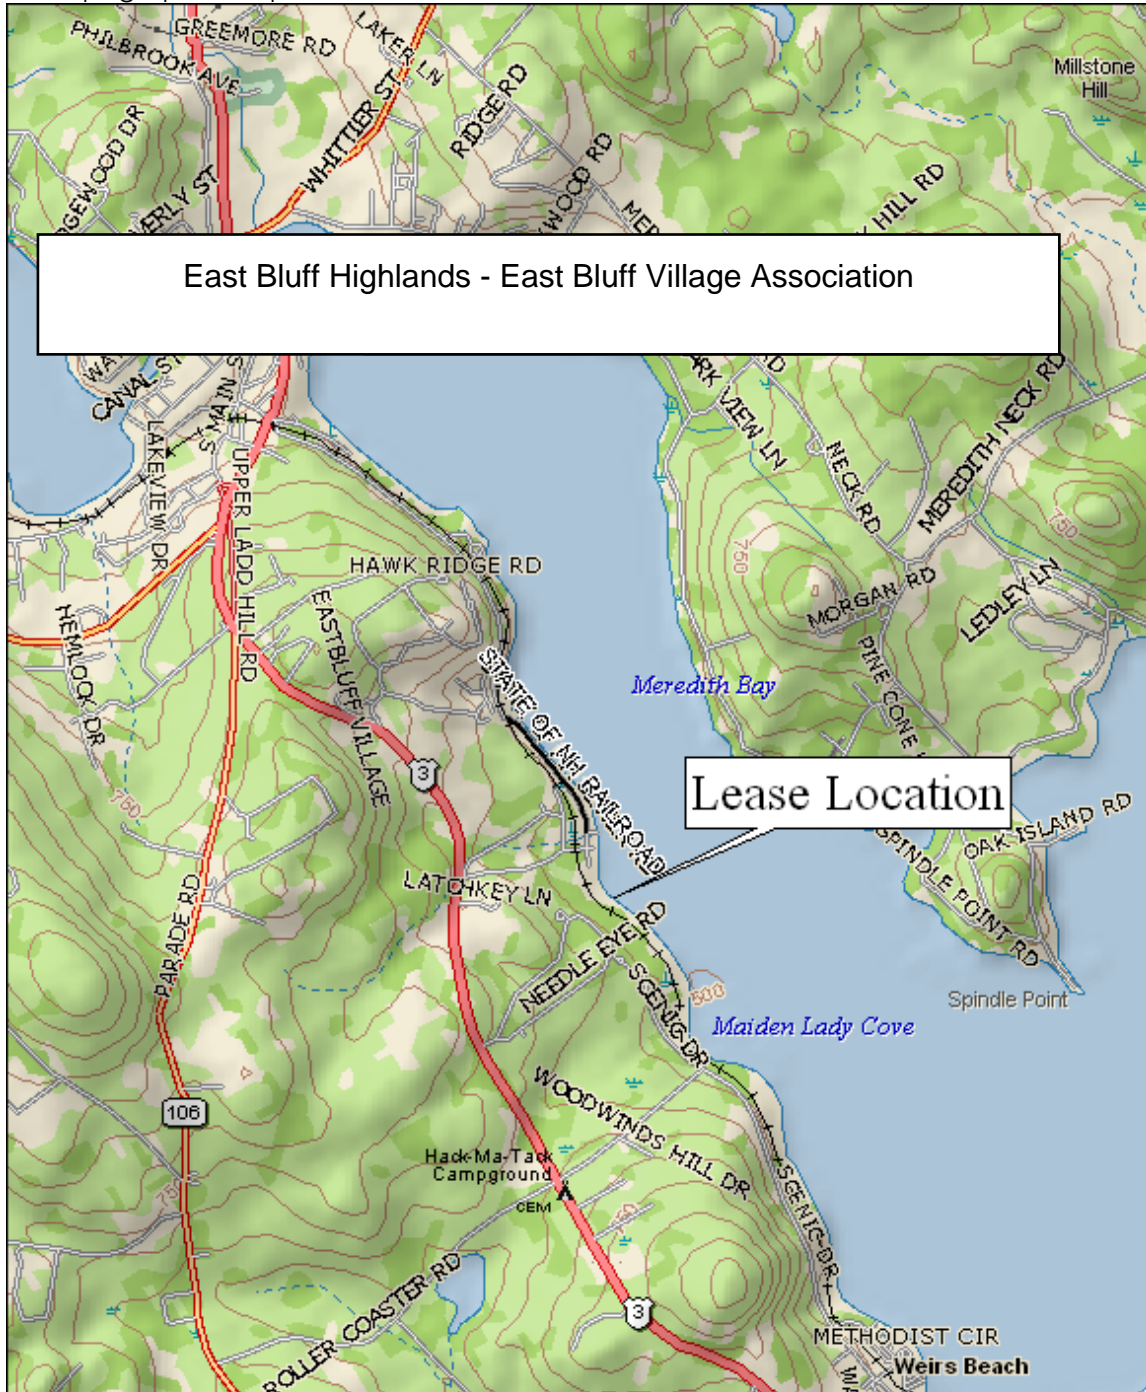 GREEMORE RD
PHILBROOK AVE
LAKER LN
RIDGE RD
WHITTIER ST
Millstone
Hill
HILL RD
East Bluff Highlands - East Bluff Village Association
CANAL ST
S MAIN
LAKEVIEW DR
UPPER LADD HILL RD
VIEW LN
NECK RD
MEREDITH NECK RD
750
750
HAWK RIDGE RD
MORGAN RD
LEDLEY LN
HEMLOCK DR
EASTBLUFF VILLAGE
STATE OF NH RAILROAD
Meredith Bay
PINE CONE
3
750
Lease Location
OAK ISLAND RD
SPINDLE POINT RD
LATCHKEY LN
PARADE RD
NEEDLE EYE RD
SCENIC DR
500
Spindle Point
Maiden Lady Cove
106
WOODWINDS HILL DR
Hack-Ma-Tack
Campground
CEM
SCENIC DR
ROLLER COASTER RD
3
METHODIST CIR
Weirs Beach